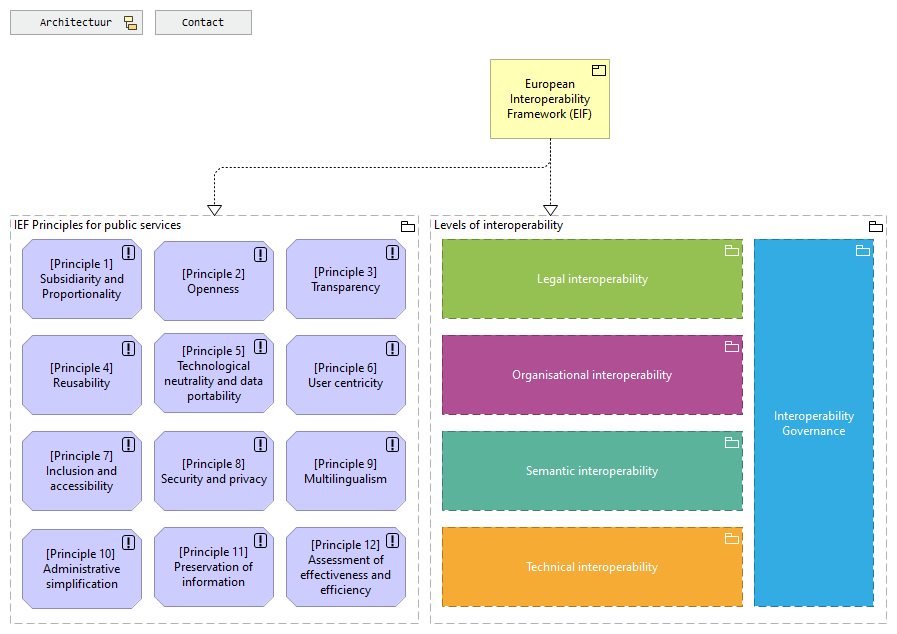 Architectuur
Contact
European
Interoperability
Framework (EIF)
IEF Principles for public services
[Principle 1]
Subsidiarity and
Proportionality
[Principle 2]
Openness
[Principle 3]
Transparency
[Principle 4]
Reusability
[Principle 5]
Technological
neutrality and data
portability
[Principle 6]
User centricity
[Principle 7]
Inclusion and
accessibility
[Principle 8]
Security and privacy
[Principle 9]
Multilingualism
[Principle 10]
Administrative
simplification
[Principle 11]
Preservation of
information
[Principle 12]
Assessment of
effectiveness and
efficiency
Levels of interoperability
Legal interoperability
Organisational interoperability
Semantic interoperability
Technical interoperability
Interoperability
Governance